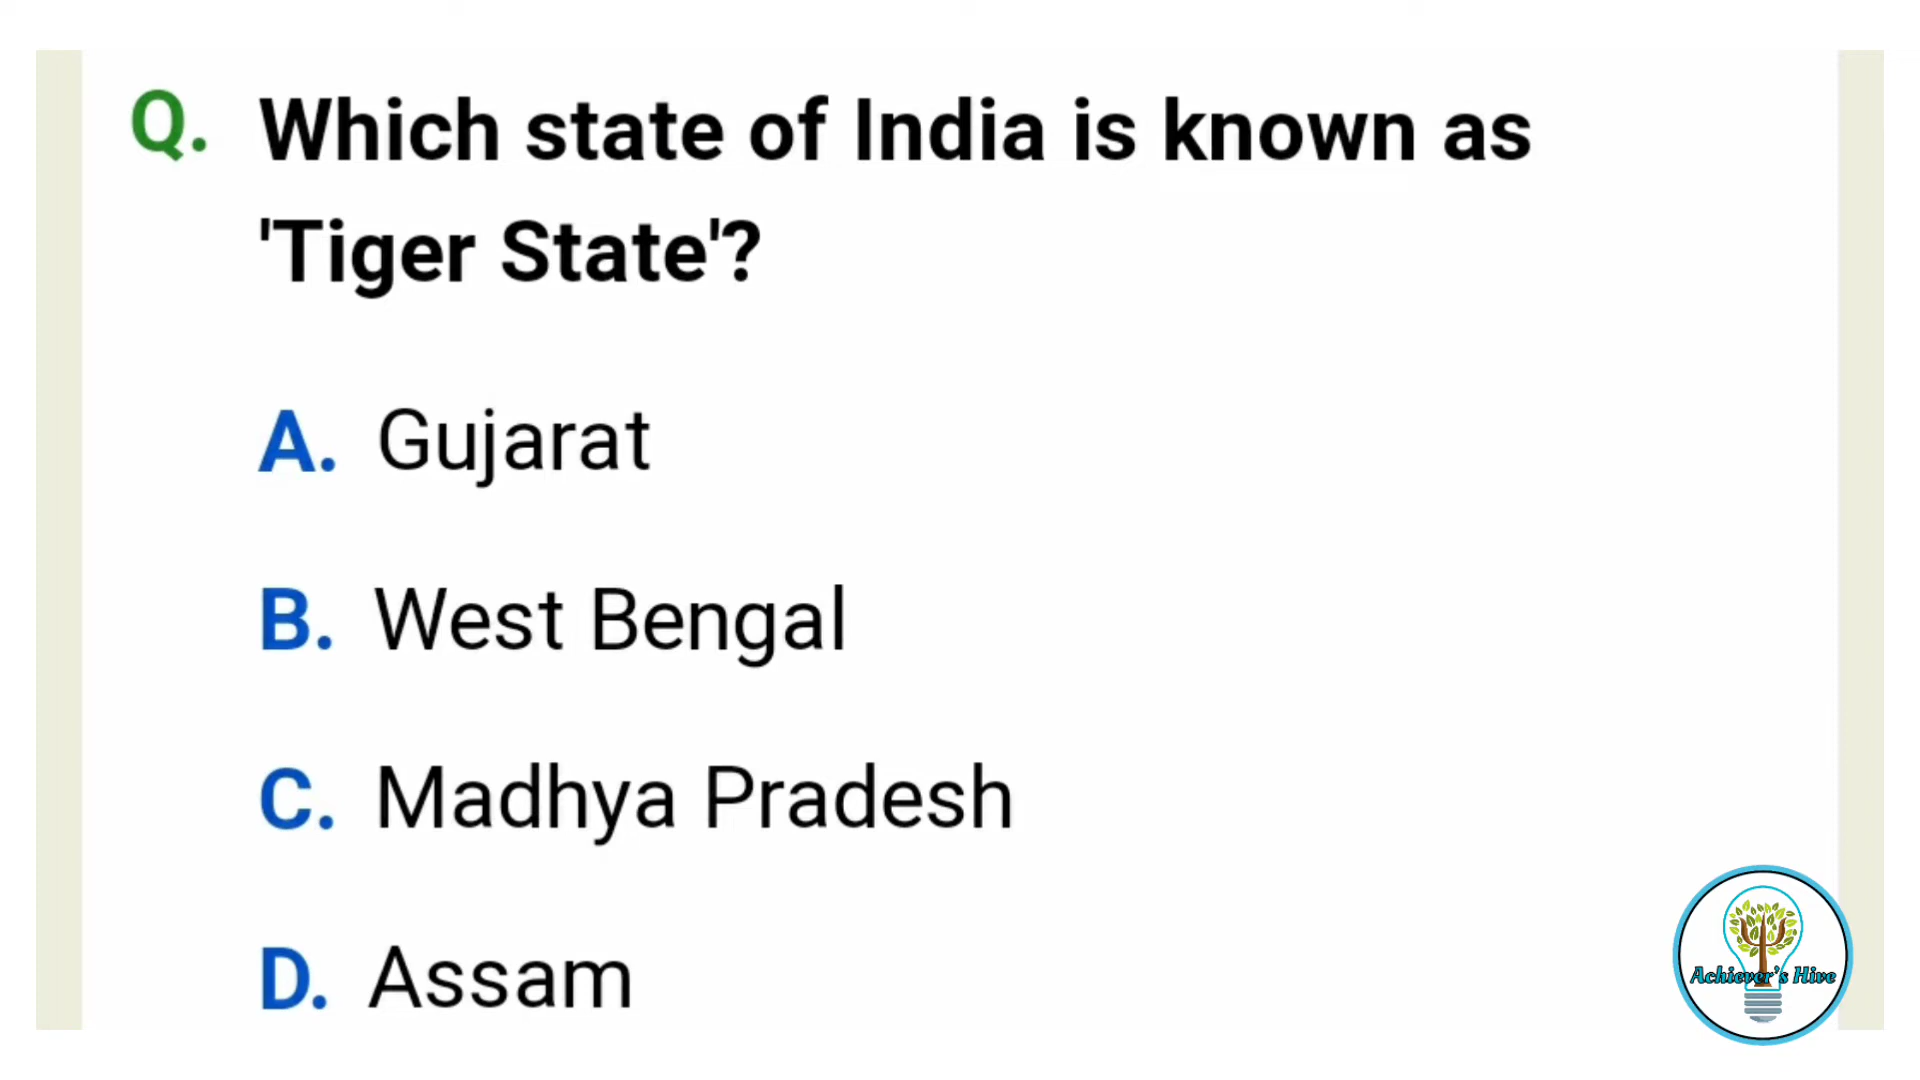 Q. Which state of India is known as
'Tiger State'?
A. Gujarat
B. West Bengal
C. Madhya Pradesh
D. Assam
Achiever's Hive